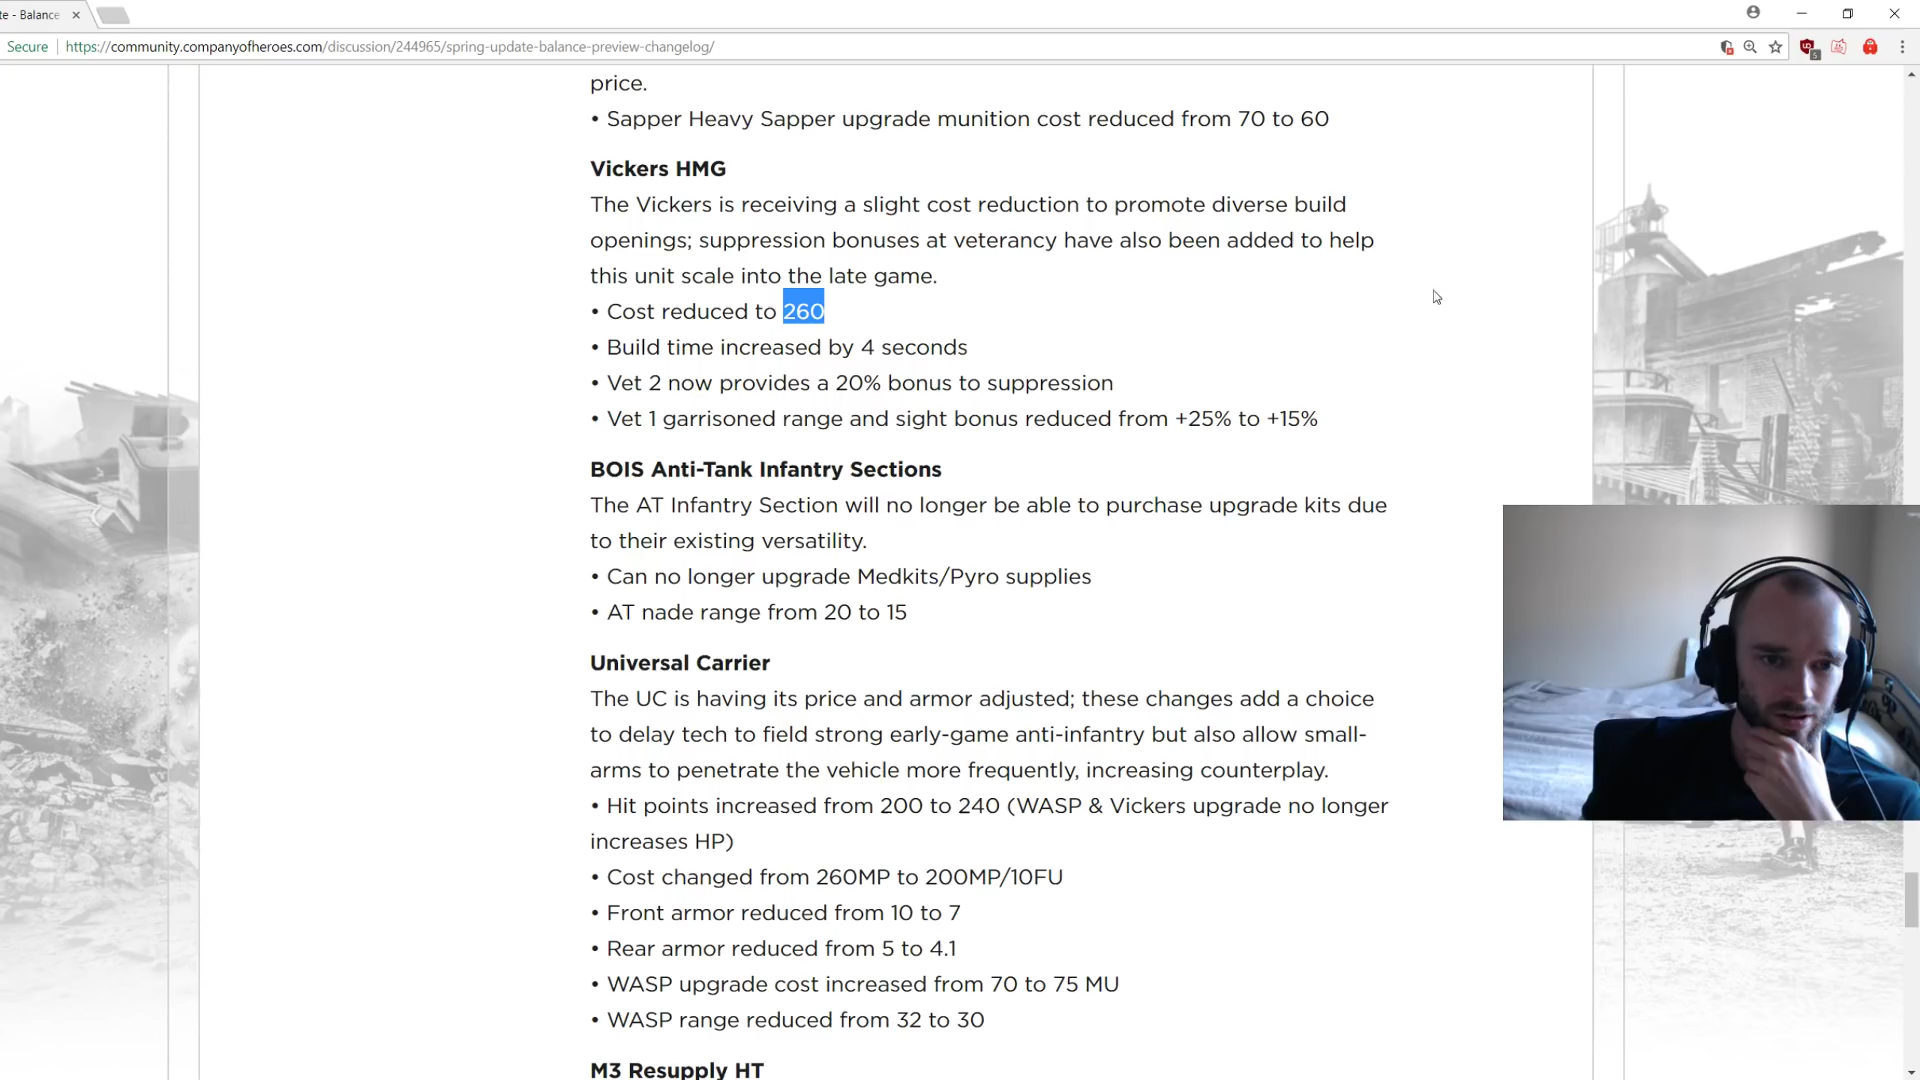 te - Balance
Secure https://community.companyofheroes.com/discussion/244965/spring-update-balance-preview-changelog/
price.
• Sapper Heavy Sapper upgrade munition cost reduced from 70 to 60
Vickers HMG
The Vickers is receiving a slight cost reduction to promote diverse build
openings; suppression bonuses at veterancy have also been added to help
this unit scale into the late game.
• Cost reduced to 260
• Build time increased by 4 seconds
• Vet 2 now provides a 20% bonus to suppression
• Vet 1 garrisoned range and sight bonus reduced from +25% to +15%
BOIS Anti-Tank Infantry Sections
The AT Infantry Section will no longer be able to purchase upgrade kits due
to their existing versatility.
• Can no longer upgrade Medkits/Pyro supplies
• AT nade range from 20 to 15
Universal Carrier
The UC is having its price and armor adjusted; these changes add a choice
to delay tech to field strong early-game anti-infantry but also allow small-
arms to penetrate the vehicle more frequently, increasing counterplay.
• Hit points increased from 200 to 240 (WASP & Vickers upgrade no longer
increases HP)
• Cost changed from 260MP to 200MP/10FU
• Front armor reduced from 10 to 7
• Rear armor reduced from 5 to 4.1
• WASP upgrade cost increased from 70 to 75 MU
• WASP range reduced from 32 to 30
M3 Resupply HT